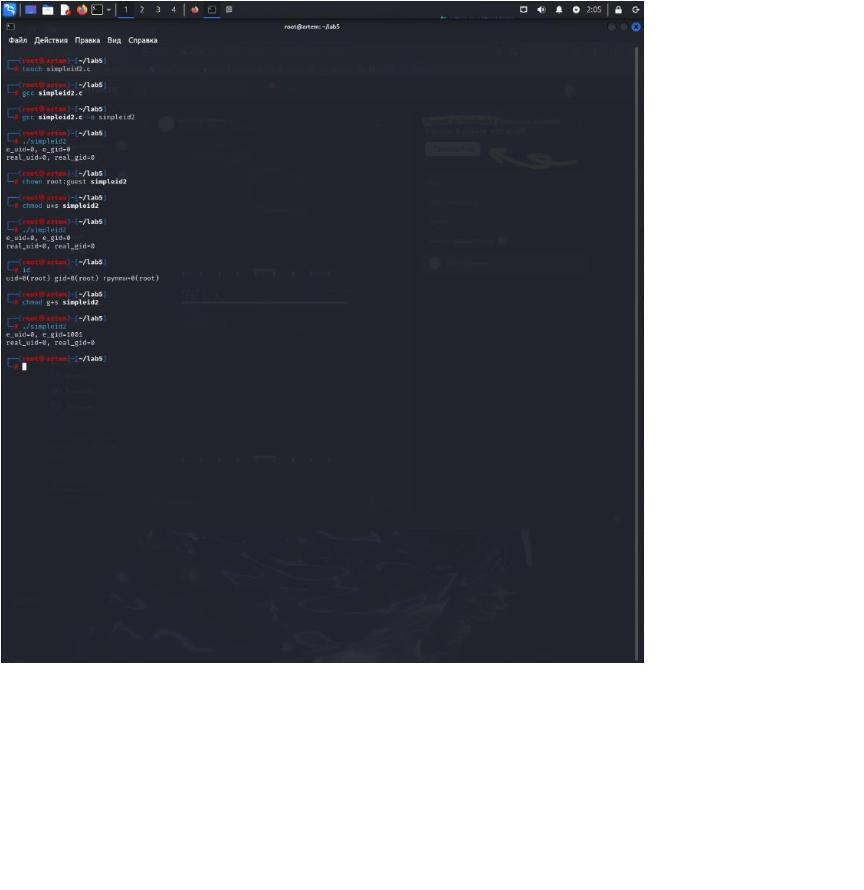 1 2 3 4
2:05
root@artem: ~/lab5
Файл Действия Правка Вид Справка
┌──(root㉿artem)-[~/lab5]
└─# touch simpleid2.c
┌──(root㉿artem)-[~/lab5]
└─# gcc simpleid2.c
┌──(root㉿artem)-[~/lab5]
└─# gcc simpleid2.c -o simpleid2
┌──(root㉿artem)-[~/lab5]
└─# ./simpleid2
e_uid=0, e_gid=0
real_uid=0, real_gid=0
┌──(root㉿artem)-[~/lab5]
└─# chown root:guest simpleid2
┌──(root㉿artem)-[~/lab5]
└─# chmod u+s simpleid2
┌──(root㉿artem)-[~/lab5]
└─# ./simpleid2
e_uid=0, e_gid=0
real_uid=0, real_gid=0
┌──(root㉿artem)-[~/lab5]
└─# id
uid=0(root) gid=0(root) группы=0(root)
┌──(root㉿artem)-[~/lab5]
└─# chmod g+s simpleid2
┌──(root㉿artem)-[~/lab5]
└─# ./simpleid2
e_uid=0, e_gid=1001
real_uid=0, real_gid=0
┌──(root㉿artem)-[~/lab5]
└─#